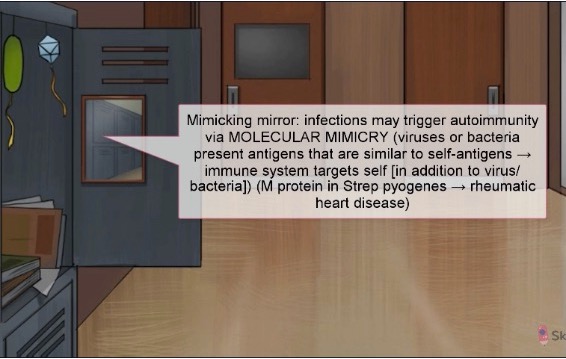 Mimicking mirror: infections may trigger autoimmunity
via MOLECULAR MIMICRY (viruses or bacteria
present antigens that are similar to self-antigens →
immune system targets self [in addition to virus/
bacteria]) (M protein in Strep pyogenes → rheumatic
heart disease)
Sk